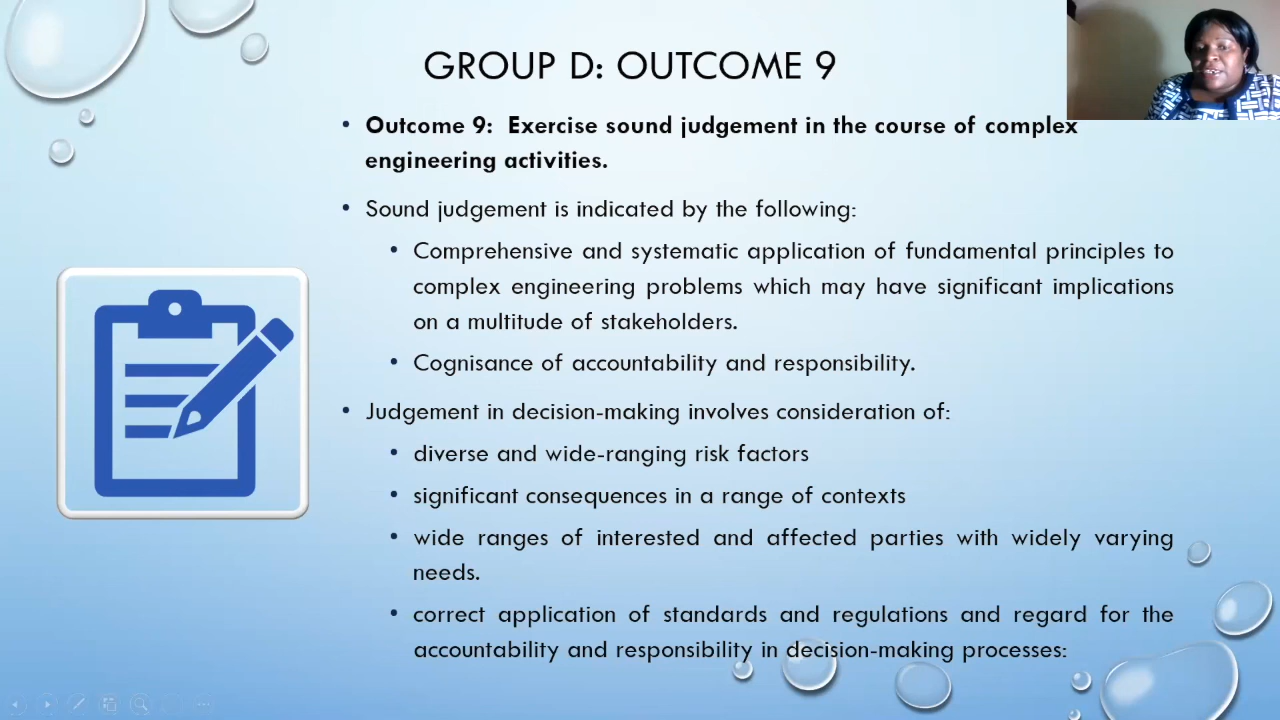 GROUP D: OUTCOME 9
• Outcome 9: Exercise sound judgement in the course of complex
engineering activities.
• Sound judgement is indicated by the following:
• Comprehensive and systematic application of fundamental principles to
complex engineering problems which may have significant implications
on a multitude of stakeholders.
• Cognisance of accountability and responsibility.
• Judgement in decision-making involves consideration of:
• diverse and wide-ranging risk factors
• significant consequences in a range of contexts
• wide ranges of interested and affected parties with widely varying
needs.
• correct application of standards and regulations and regard for the
accountability and responsibility in decision-making processes: